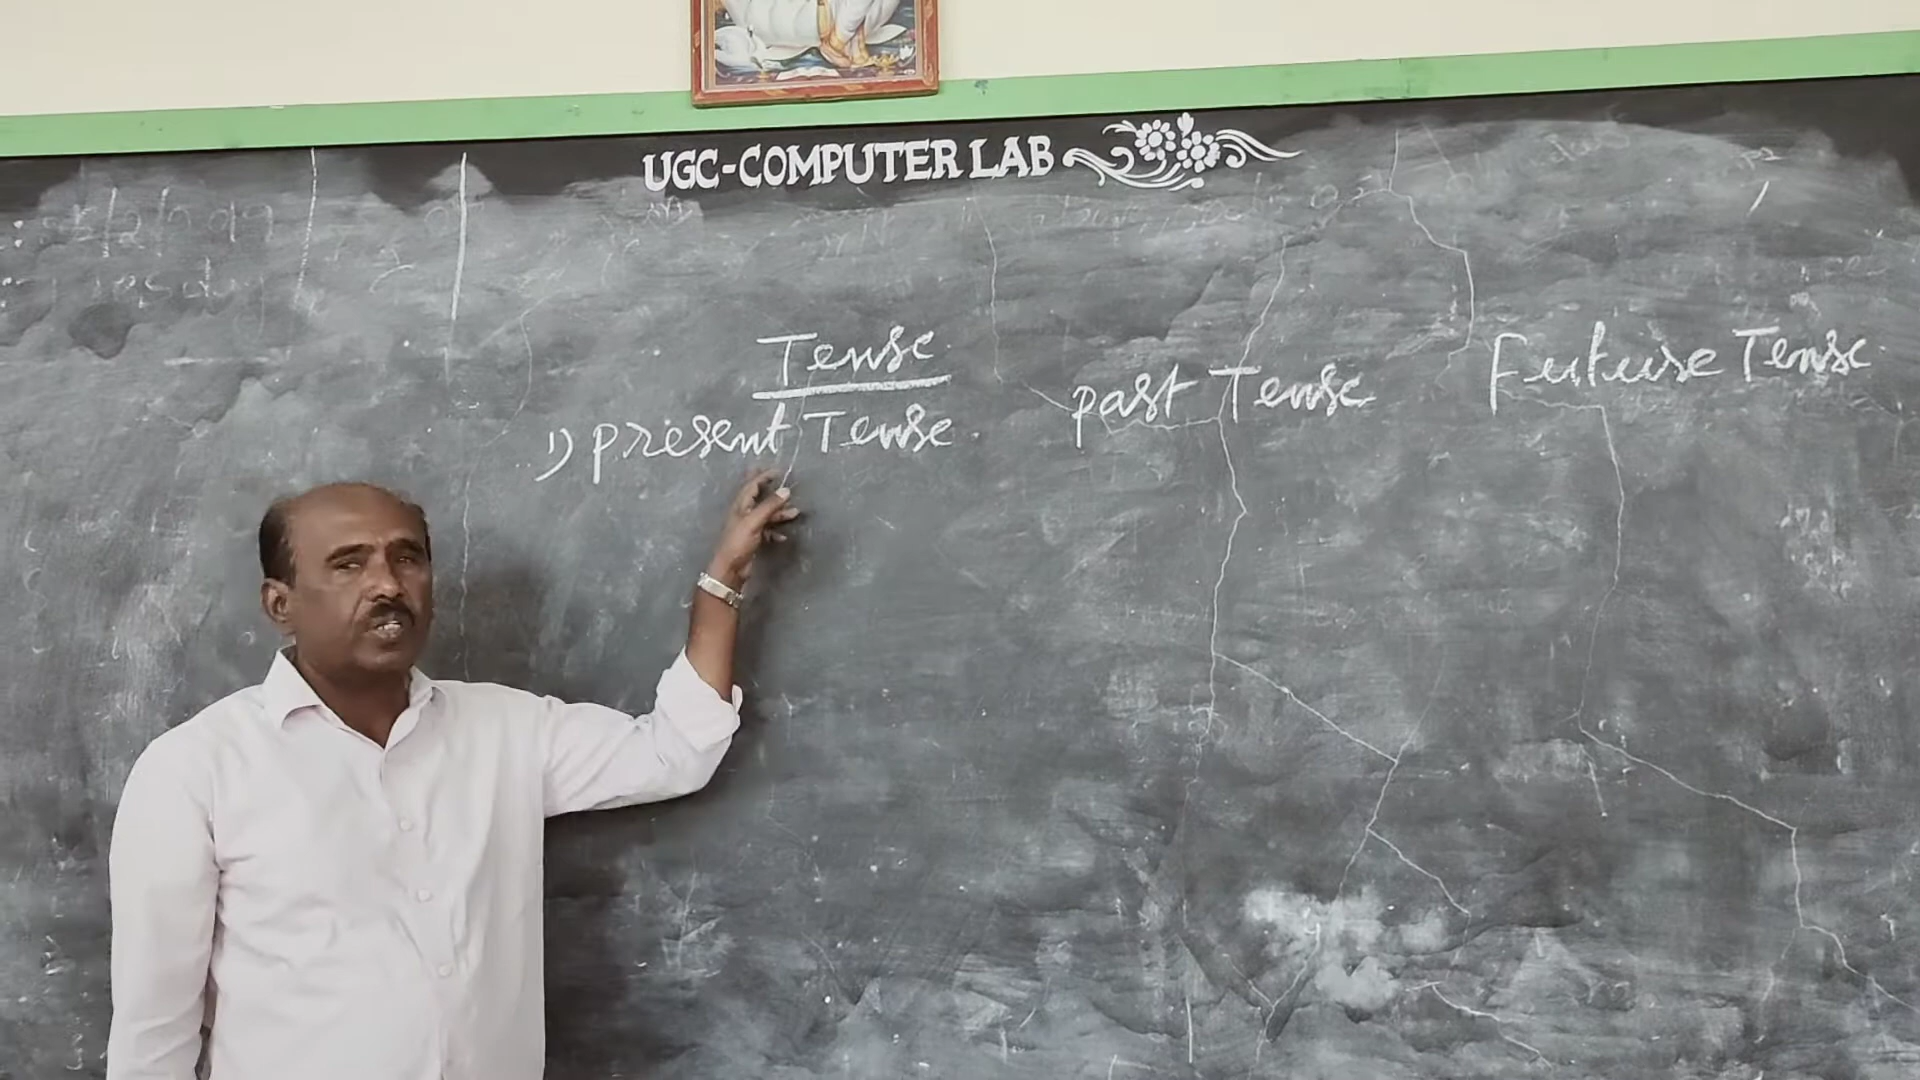 UGC-COMPUTER LAB
Tense
1) present Tense. past Tense. Future Tense.